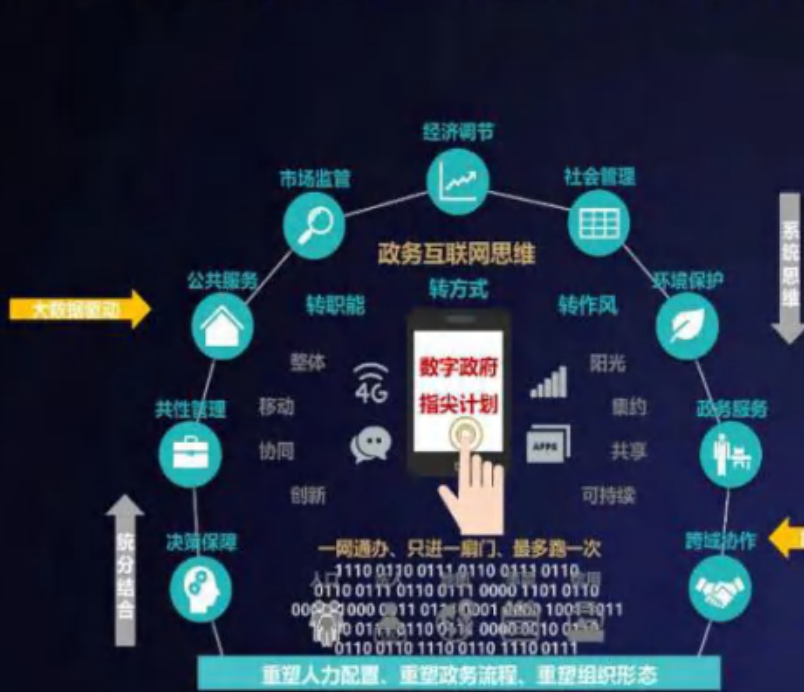 经济调节
市场监管
社会管理
政务互联网思维
公共服务
环境保护
转方式
转职能
转作风
系统思维
大数据驱动
数字政府
指尖计划
整体
阳光
4G
移动
集约
共性管理
政务服务
协同
APPS
共享
创新
可持续
统分结合
决策保障
跨域协作
一网通办、只进一扇门、最多跑一次
1110 0110 0111 0110 0111 0110
0110 0111 0110 0111 0000 1101 0110
0110 0110 1110 0110 1110 0111
重塑人力配置、重塑政务流程、重塑组织形态